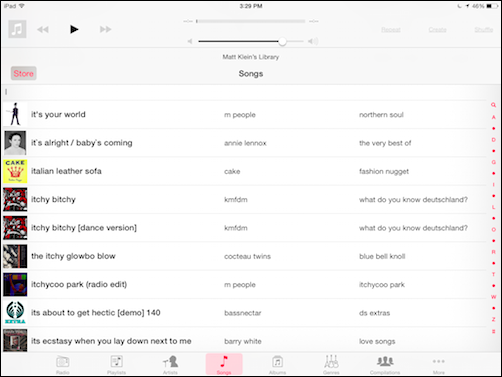 iPad 3:29 PM 46%
Repeat Create Shuffle
Matt Klein's Library
Store Songs
I
it's your world m people northern soul
it's alright / baby's coming annie lennox the very best of
CAKE
italian leather sofa cake fashion nugget
itchy bitchy kmfdm what do you know deutschland?
itchy bitchy [dance version] kmfdm what do you know deutschland?
the itchy glowbo blow cocteau twins blue bell knoll
itchycoo park (radio edit) m people itchycoo park
its about to get hectic [demo] 140 bassnectar ds extras
EXTRA
its ecstasy when you lay down next to me barry white love songs
A
D
G
I
L
O
R
T
W
Z
S
Radio Playlists Artists Songs Albums Genres Compilations More